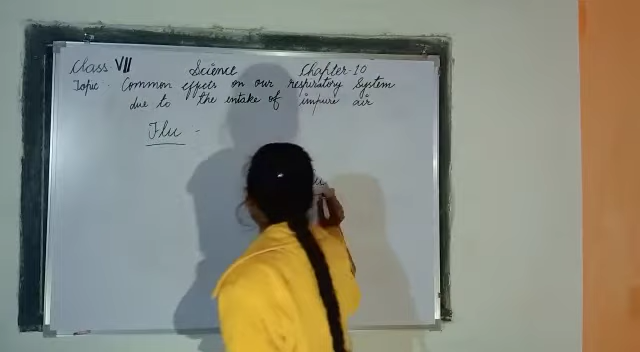 Class VII Science Chapter-10
Topic - Common effects on our respiratory System
due to the intake of impure air
Flu -